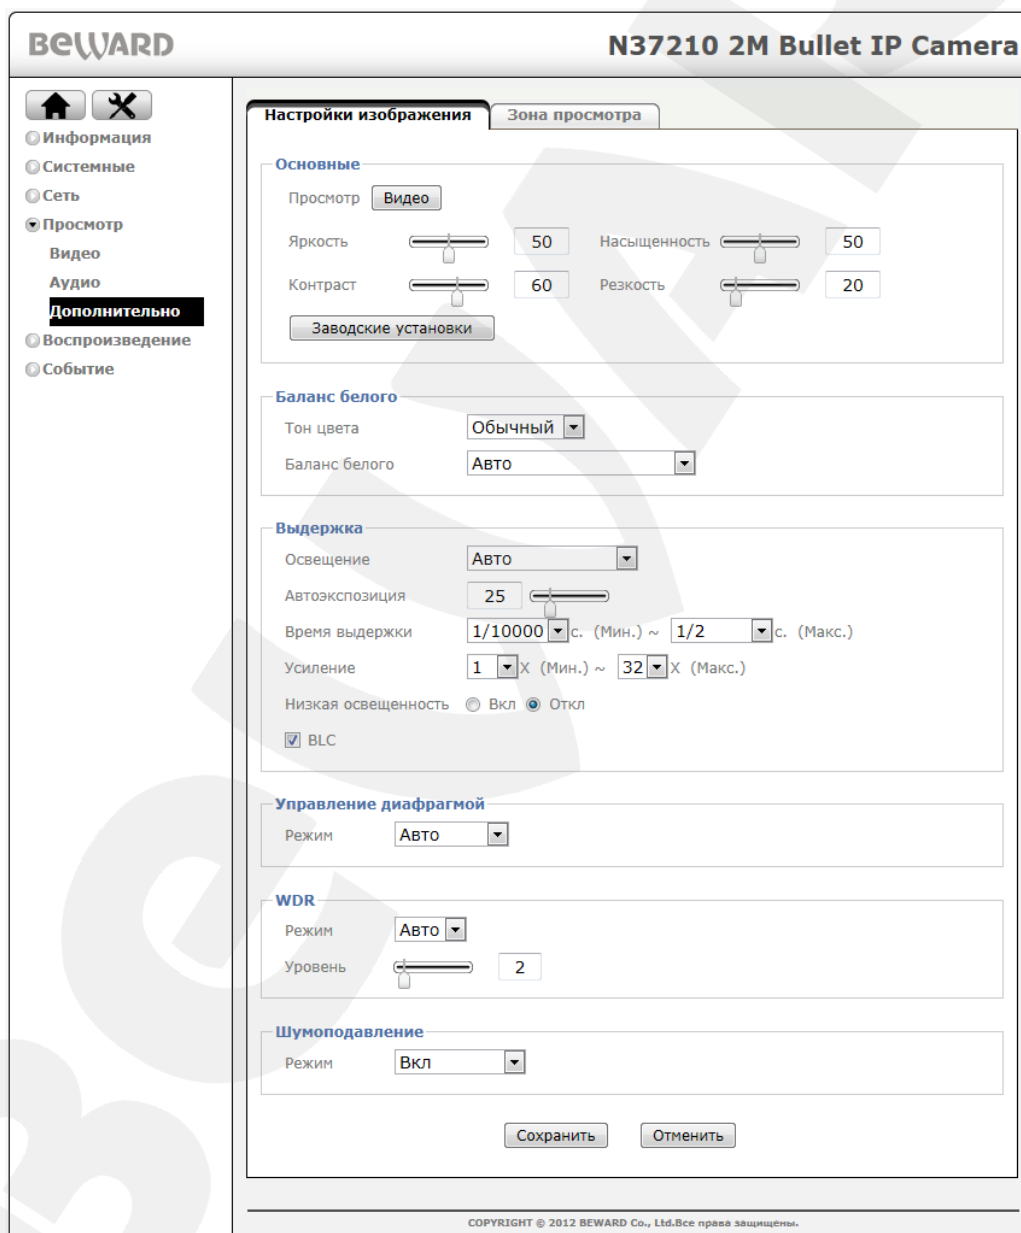 BEWARD
N37210 2M Bullet IP Camera
Информация
Системные
Сеть
Просмотр
Видео
Аудио
Дополнительно
Воспроизведение
Событие
Настройки изображения
Зона просмотра
Основные
Просмотр Видео
Яркость 50 Насыщенность 50
Контраст 60 Резкость 20
Заводские установки
Баланс белого
Тон цвета Обычный
Баланс белого Авто
Выдержка
Освещение Авто
Автоэкспозиция 25
Время выдержки 1/10000 с. (Мин.) ~ 1/2 с. (Макс.)
Усиление 1 X (Мин.) ~ 32 X (Макс.)
Низкая освещенность Вкл Откл
BLC
Управление диафрагмой
Режим Авто
WDR
Режим Авто
Уровень 2
Шумоподавление
Режим Вкл
Сохранить Отменить
COPYRIGHT © 2012 BEWARD Co., Ltd.Все права защищены.